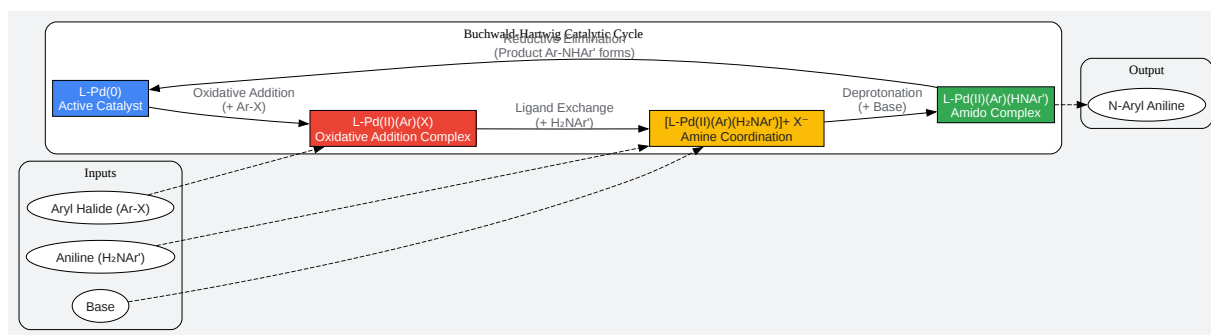 Buchwald-Hartwig Catalytic Cycle
Reductive Elimination
(Product Ar-NHAr' forms)
L-Pd(0)
Active Catalyst
Oxidative Addition
(+ Ar-X)
L-Pd(II)(Ar)(X)
Oxidative Addition Complex
Ligand Exchange
(+ H₂NAr')
[L-Pd(II)(Ar)(H₂NAr')]+ X⁻
Amine Coordination
Deprotonation
(+ Base)
L-Pd(II)(Ar)(HNAr')
Amido Complex
Output
N-Aryl Aniline
Inputs
Aryl Halide (Ar-X)
Aniline (H₂NAr')
Base